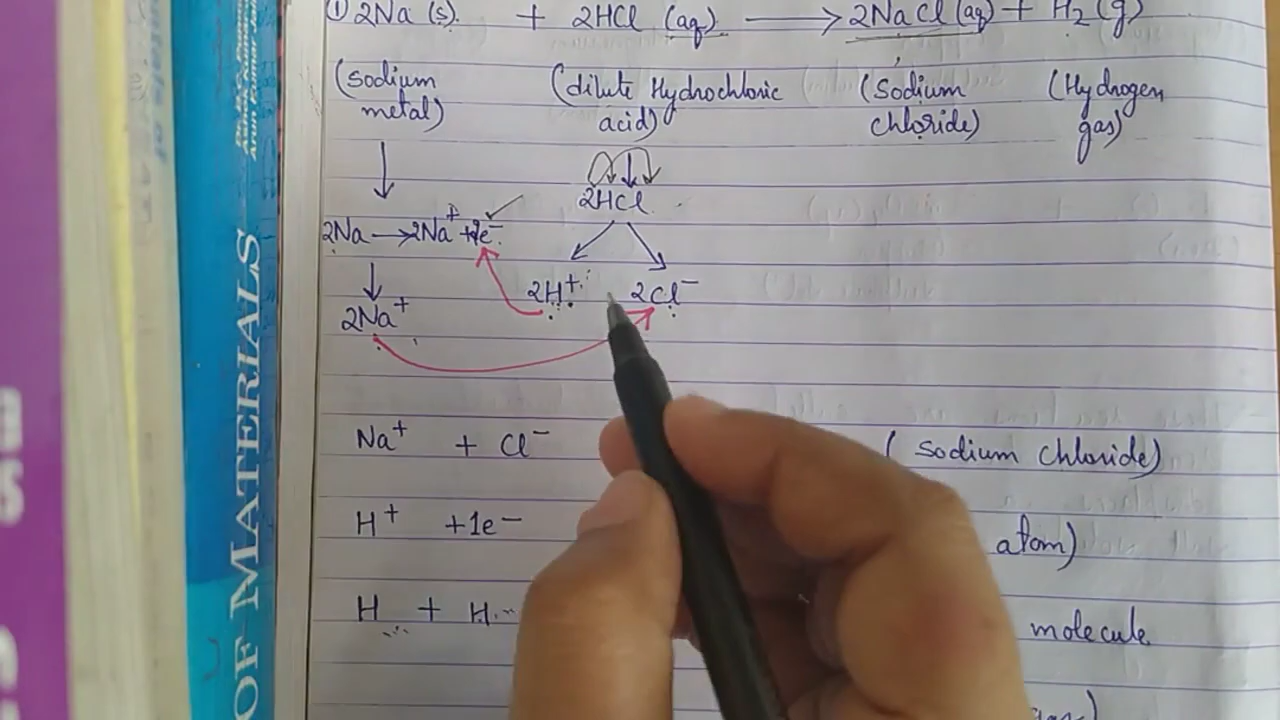 ① 2Na (s) + 2HCl (aq) ⟶ 2NaCl (aq) + H₂ (g)
(sodium metal) (dilute Hydrochloric acid) (Sodium chloride) (Hydrogen gas)
2HCl
2Na → 2Na⁺ + 2e⁻
2H⁺ 2Cl⁻
2Na⁺
Na⁺ + Cl⁻ (sodium chloride)
H⁺ + 1e⁻ atom)
H + H molecule
OF MATERIALS